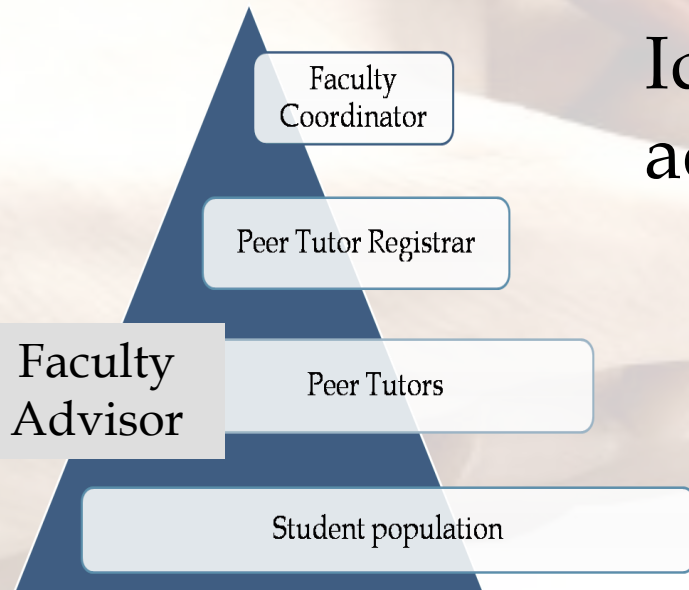 Faculty
Coordinator
Peer Tutor Registrar
Faculty
Advisor
Peer Tutors
Student population